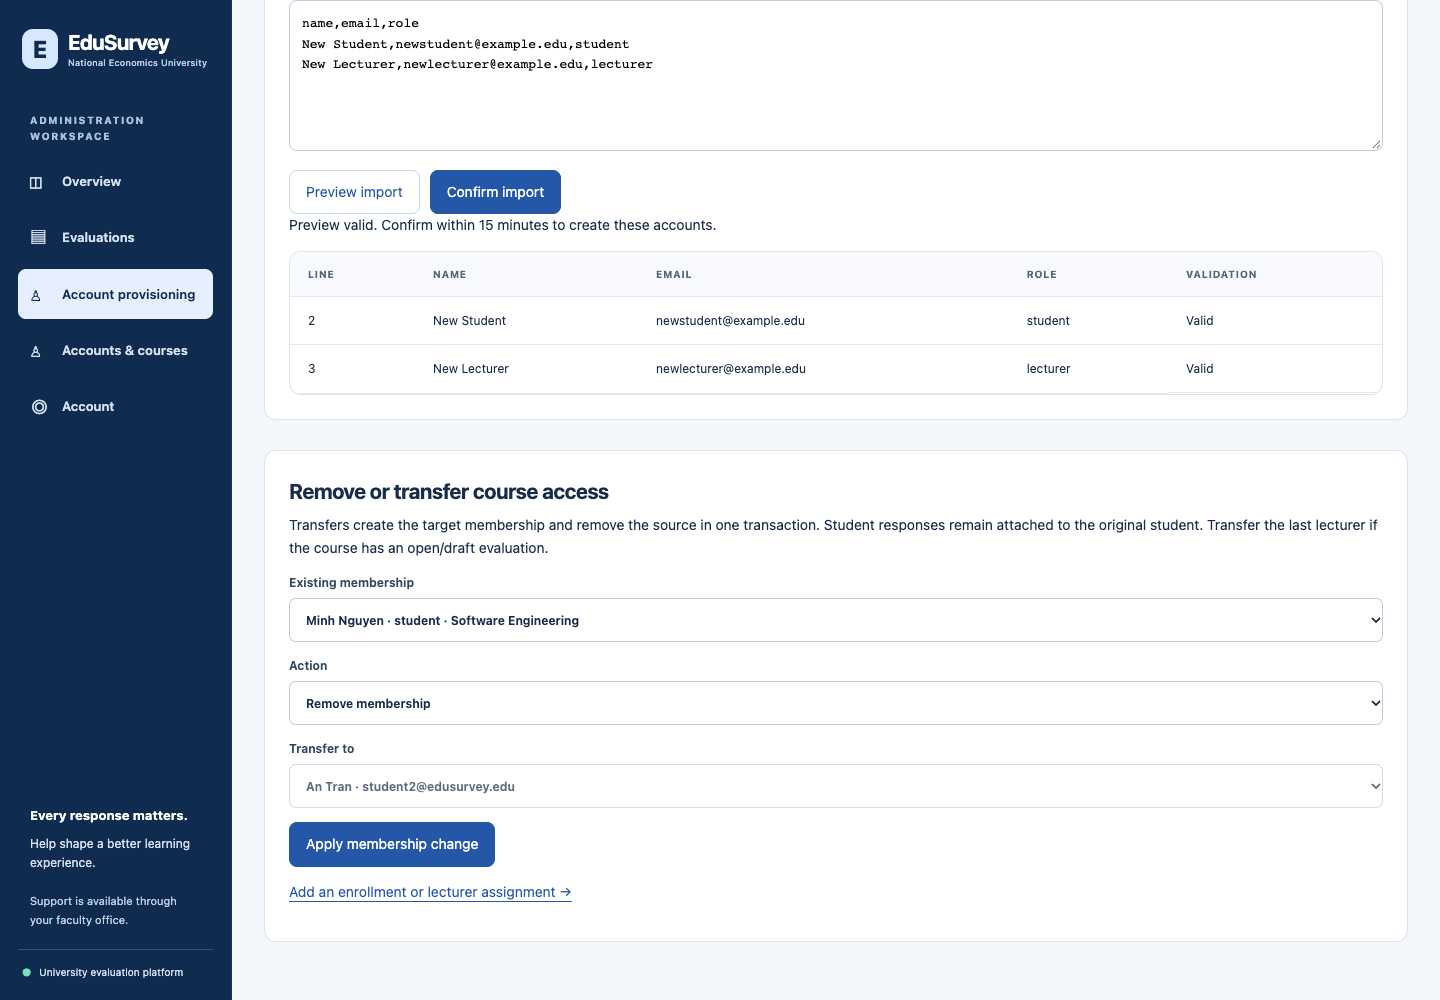 E
EduSurvey
National Economics University
ADMINISTRATION
WORKSPACE
Overview
Evaluations
Account provisioning
Accounts & courses
Account
Every response matters.
Help shape a better learning
experience.
Support is available through
your faculty office.
University evaluation platform
name,email,role
New Student,newstudent@example.edu,student
New Lecturer,newlecturer@example.edu,lecturer
Preview import
Confirm import
Preview valid. Confirm within 15 minutes to create these accounts.
LINE NAME EMAIL ROLE VALIDATION
2 New Student newstudent@example.edu student Valid
3 New Lecturer newlecturer@example.edu lecturer Valid
Remove or transfer course access
Transfers create the target membership and remove the source in one transaction. Student responses remain attached to the original student. Transfer the last lecturer if
the course has an open/draft evaluation.
Existing membership
Minh Nguyen · student · Software Engineering
Action
Remove membership
Transfer to
An Tran · student2@edusurvey.edu
Apply membership change
Add an enrollment or lecturer assignment →